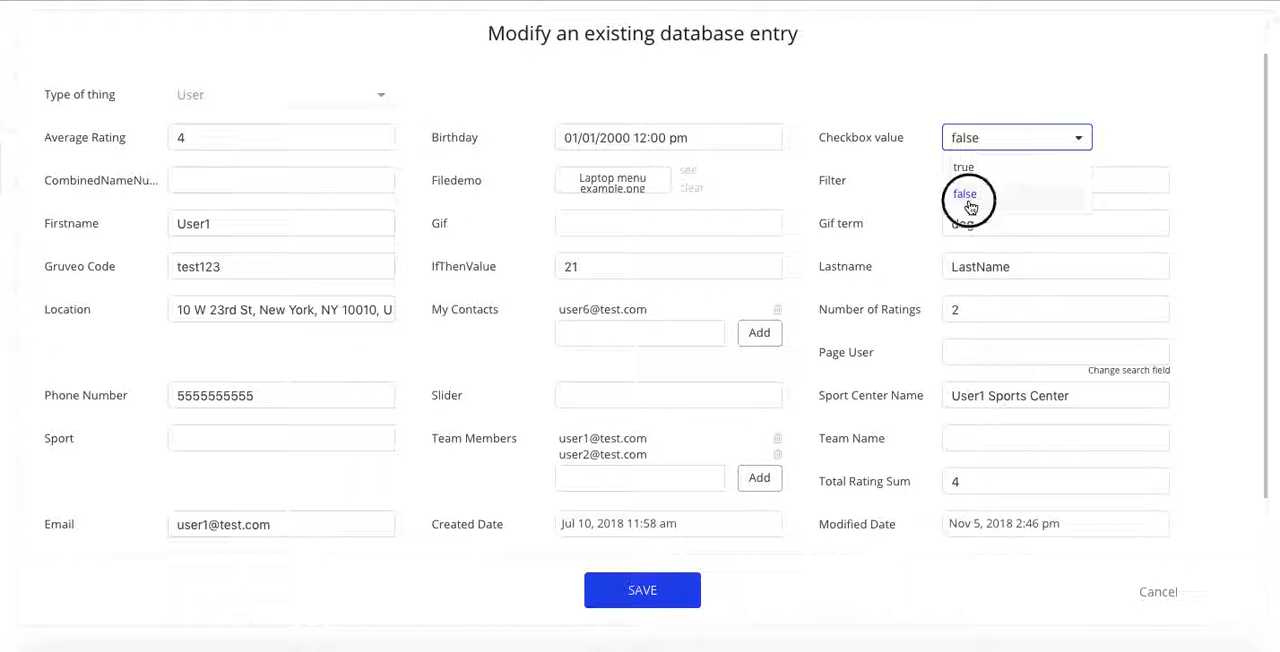 Modify an existing database entry
Type of thing User
Average Rating 4 Birthday 01/01/2000 12:00 pm Checkbox value false
true
CombinedNameNu... Filedemo Laptop menu example.png see clear Filter
false
Firstname User1 Gif Gif term dog
Gruveo Code test123 IfThenValue 21 Lastname LastName
Location 10 W 23rd St, New York, NY 10010, U My Contacts user6@test.com Number of Ratings 2
Add
Page User
Change search field
Phone Number 5555555555 Slider Sport Center Name User1 Sports Center
Sport Team Members user1@test.com Team Name
user2@test.com
Add Total Rating Sum 4
Email user1@test.com Created Date Jul 10, 2018 11:58 am Modified Date Nov 5, 2018 2:46 pm
SAVE Cancel